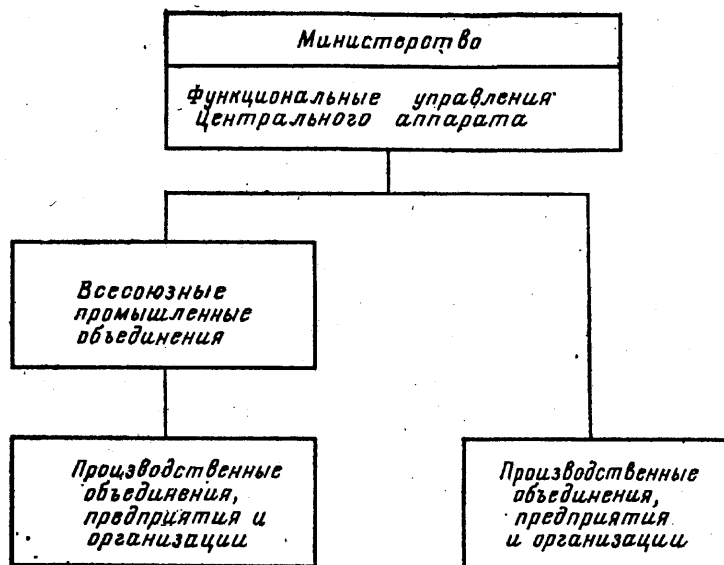 Министерство
Функциональные управления
Центрального аппарата
Всесоюзные
промышленные
объединения
Производственные
объединения,
предприятия и
организации
Производственные
объединения,
предприятия
и организации